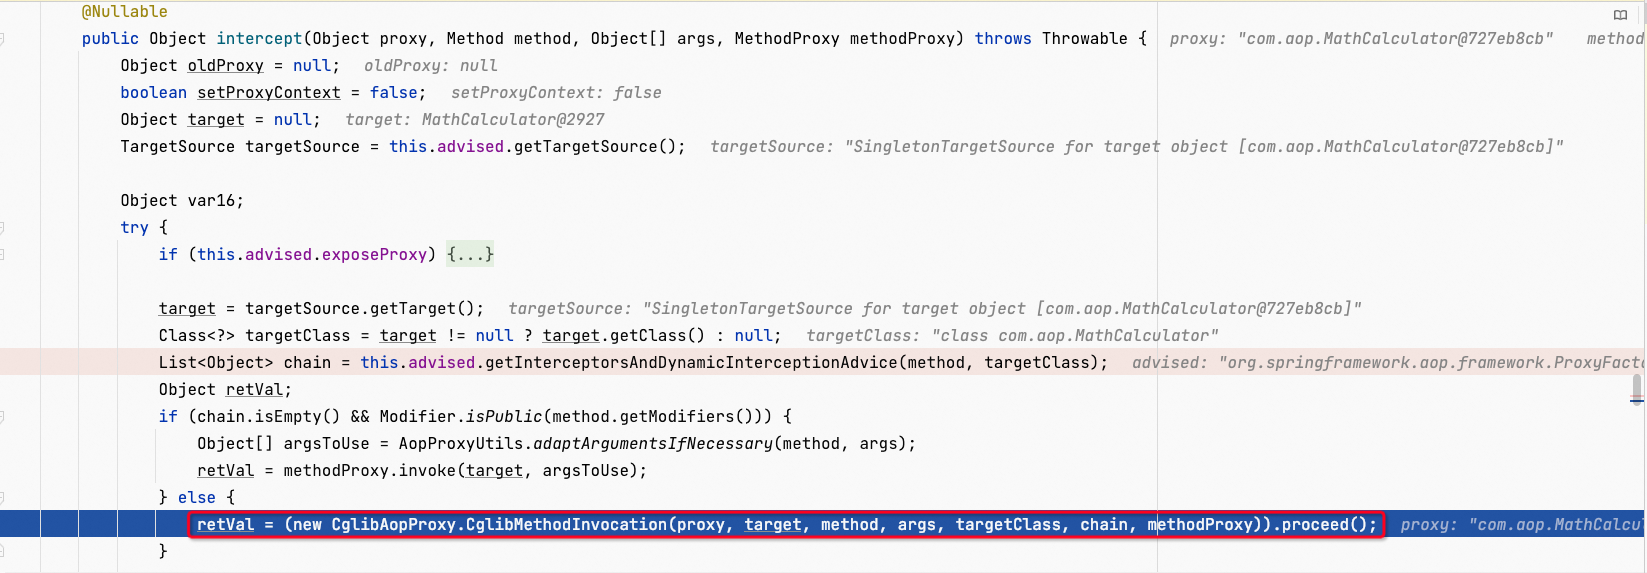 @Nullable
public Object intercept(Object proxy, Method method, Object[] args, MethodProxy methodProxy) throws Throwable {  proxy: "com.aop.MathCalculator@727eb8cb"  method
Object oldProxy = null;  oldProxy: null
boolean setProxyContext = false;  setProxyContext: false
Object target = null;  target: MathCalculator@2927
TargetSource targetSource = this.advised.getTargetSource();  targetSource: "SingletonTargetSource for target object [com.aop.MathCalculator@727eb8cb]"
Object var16;
try {
if (this.advised.exposeProxy) {...}
target = targetSource.getTarget();  targetSource: "SingletonTargetSource for target object [com.aop.MathCalculator@727eb8cb]"
Class<?> targetClass = target != null ? target.getClass() : null;  targetClass: "class com.aop.MathCalculator"
List<Object> chain = this.advised.getInterceptorsAndDynamicInterceptionAdvice(method, targetClass);  advised: "org.springframework.aop.framework.ProxyFacto
Object retVal;
if (chain.isEmpty() && Modifier.isPublic(method.getModifiers())) {
Object[] argsToUse = AopProxyUtils.adaptArgumentsIfNecessary(method, args);
retVal = methodProxy.invoke(target, argsToUse);
} else {
retVal = (new CglibAopProxy.CglibMethodInvocation(proxy, target, method, args, targetClass, chain, methodProxy)).proceed();  proxy: "com.aop.MathCalcul
}